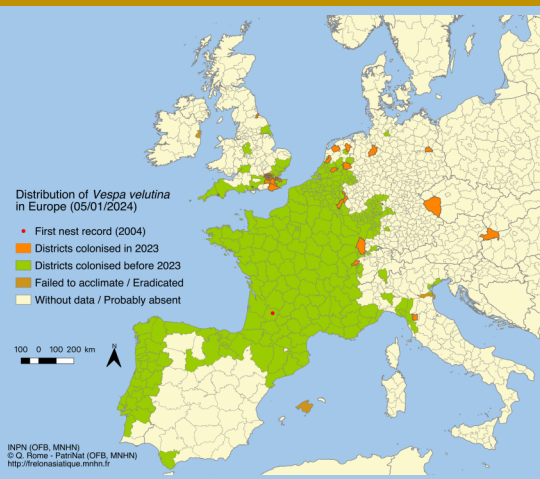 Distribution of Vespa velutina
in Europe (05/01/2024)
First nest record (2004)
Districts colonised in 2023
Districts colonised before 2023
Failed to acclimate / Eradicated
Without data / Probably absent
100 0 100 200 km
N
INPN (OFB, MNHN)
© Q. Rome - PatriNat (OFB, MNHN)
http://frelonasiatique.mnhn.fr